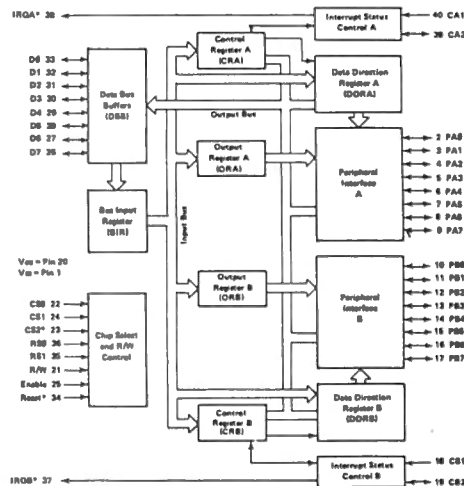 IRQA* 38
Interrupt Status
Control A
40 CA1
39 CA2
Control
Register A
(CRA)
D0 33
D1 32
D2 31
D3 30
D4 29
D5 28
D6 27
D7 26
Data Bus
Buffers
(DBB)
Data Direction
Register A
(DDRA)
Output Bus
Output
Register A
(ORA)
Peripheral
Interface
A
2 PA0
3 PA1
4 PA2
5 PA3
6 PA4
7 PA5
8 PA6
9 PA7
Bus Input
Register
(BIR)
Input Bus
= Pin 20
= Pin 1
Output
Register B
(ORB)
Peripheral
Interface
B
10 PB0
11 PB1
12 PB2
13 PB3
14 PB4
15 PB5
16 PB6
17 PB7
CS0 22
CS1 24
CS2* 23
RS0 36
RS1 35
R/W 21
Enable 25
Reset* 34
Chip Select
and R/W
Control
Control
Register B
(CRB)
Data Direction
Register B
(DDRB)
Interrupt Status
Control B
18 CB1
19 CB2
IRQB* 37